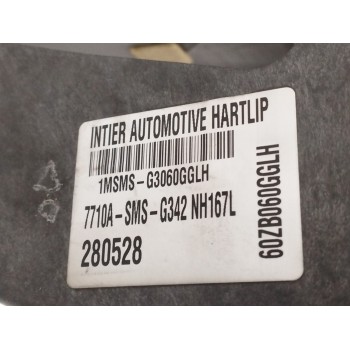 INTIER AUTOMOTIVE HARTLIP
1MSMS-G3060GGLH
7710A-SMS-G342 NH167L
280528
60ZB060GGLH